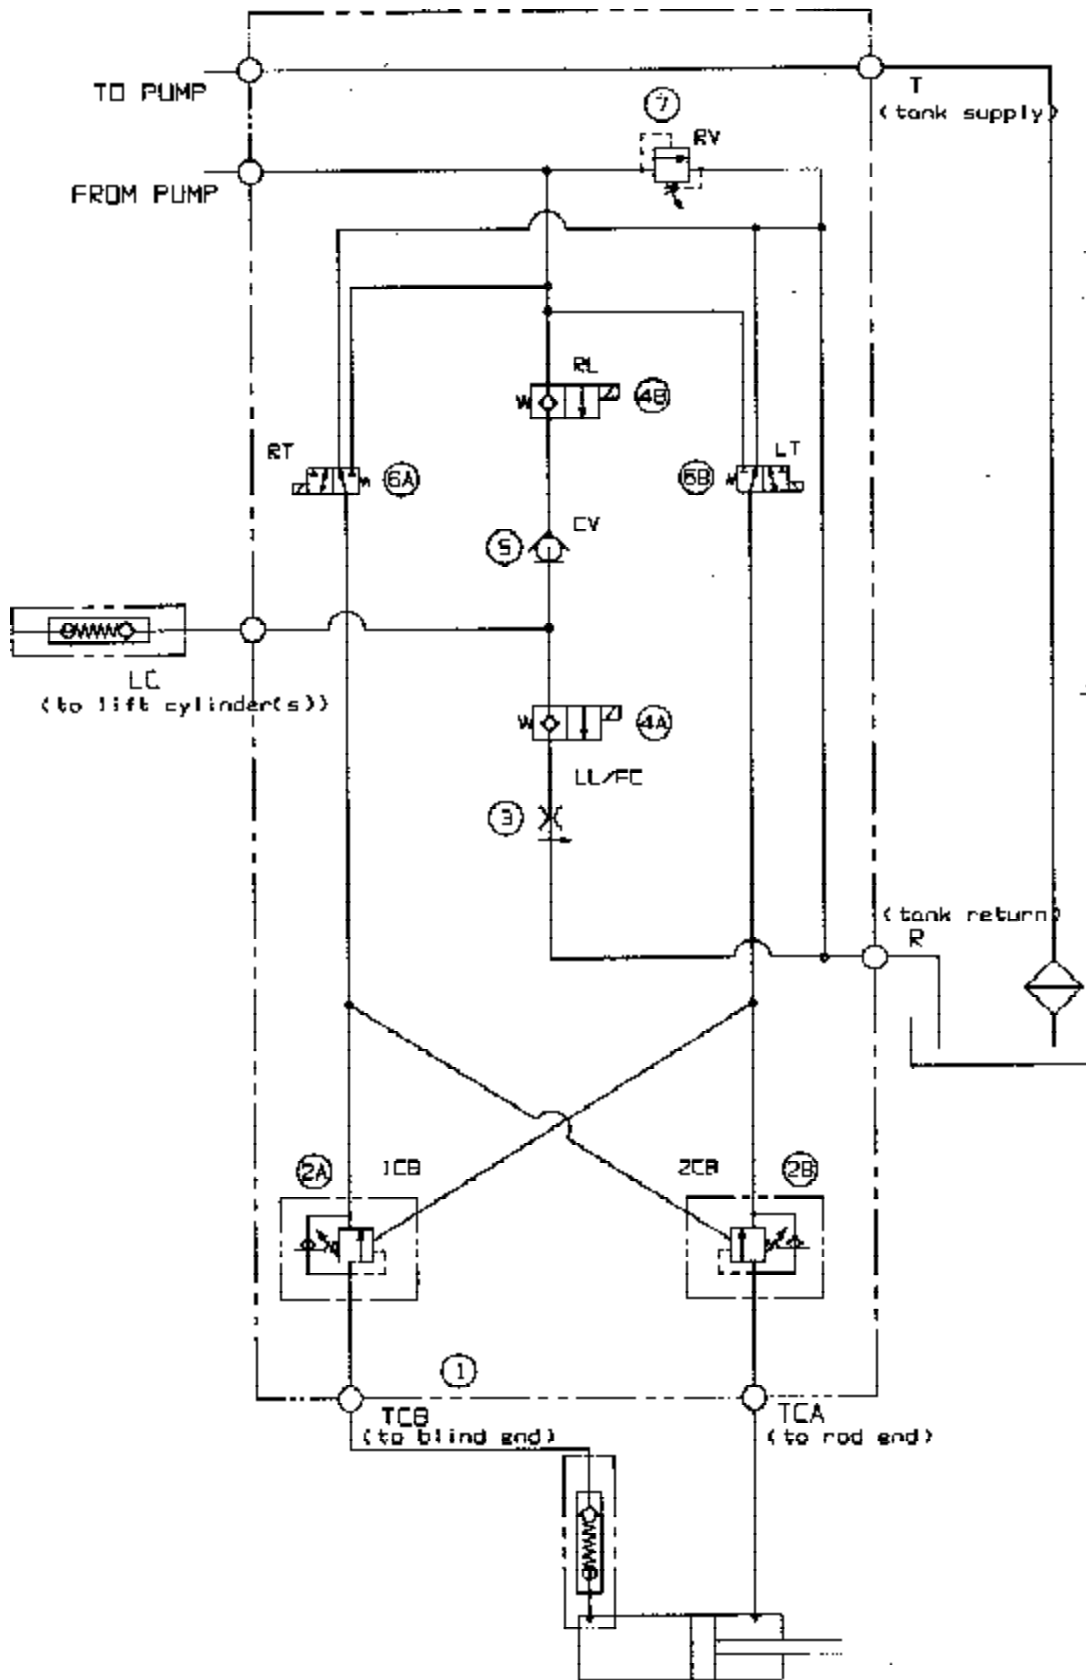 TO PUMP
T
(tank supply)
7
RV
FROM PUMP
RL
4B
RT
6A
6B
LT
5
CV
LC
(to lift cylinder(s))
4A
LL/FC
3
(tank return)
R
2A
1CB
2CB
2B
1
TCB
(to blind end)
TCA
(to rod end)